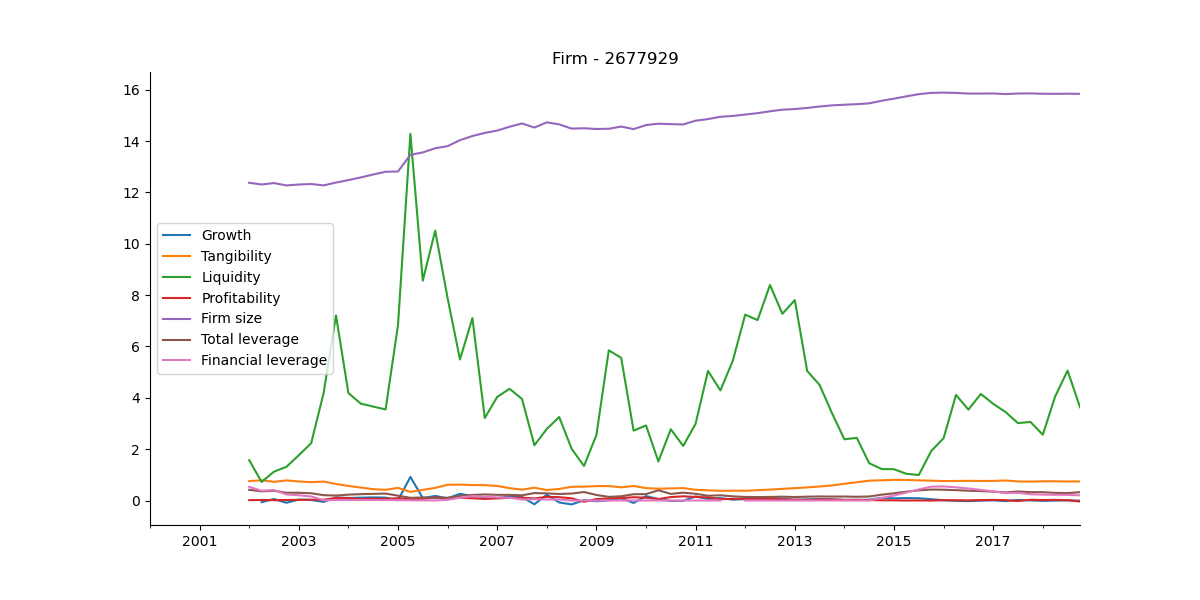 Firm - 2677929
16
14
12
10
8
6
4
2
0
Growth
Tangibility
Liquidity
Profitability
Firm size
Total leverage
Financial leverage
2001 2003 2005 2007 2009 2011 2013 2015 2017